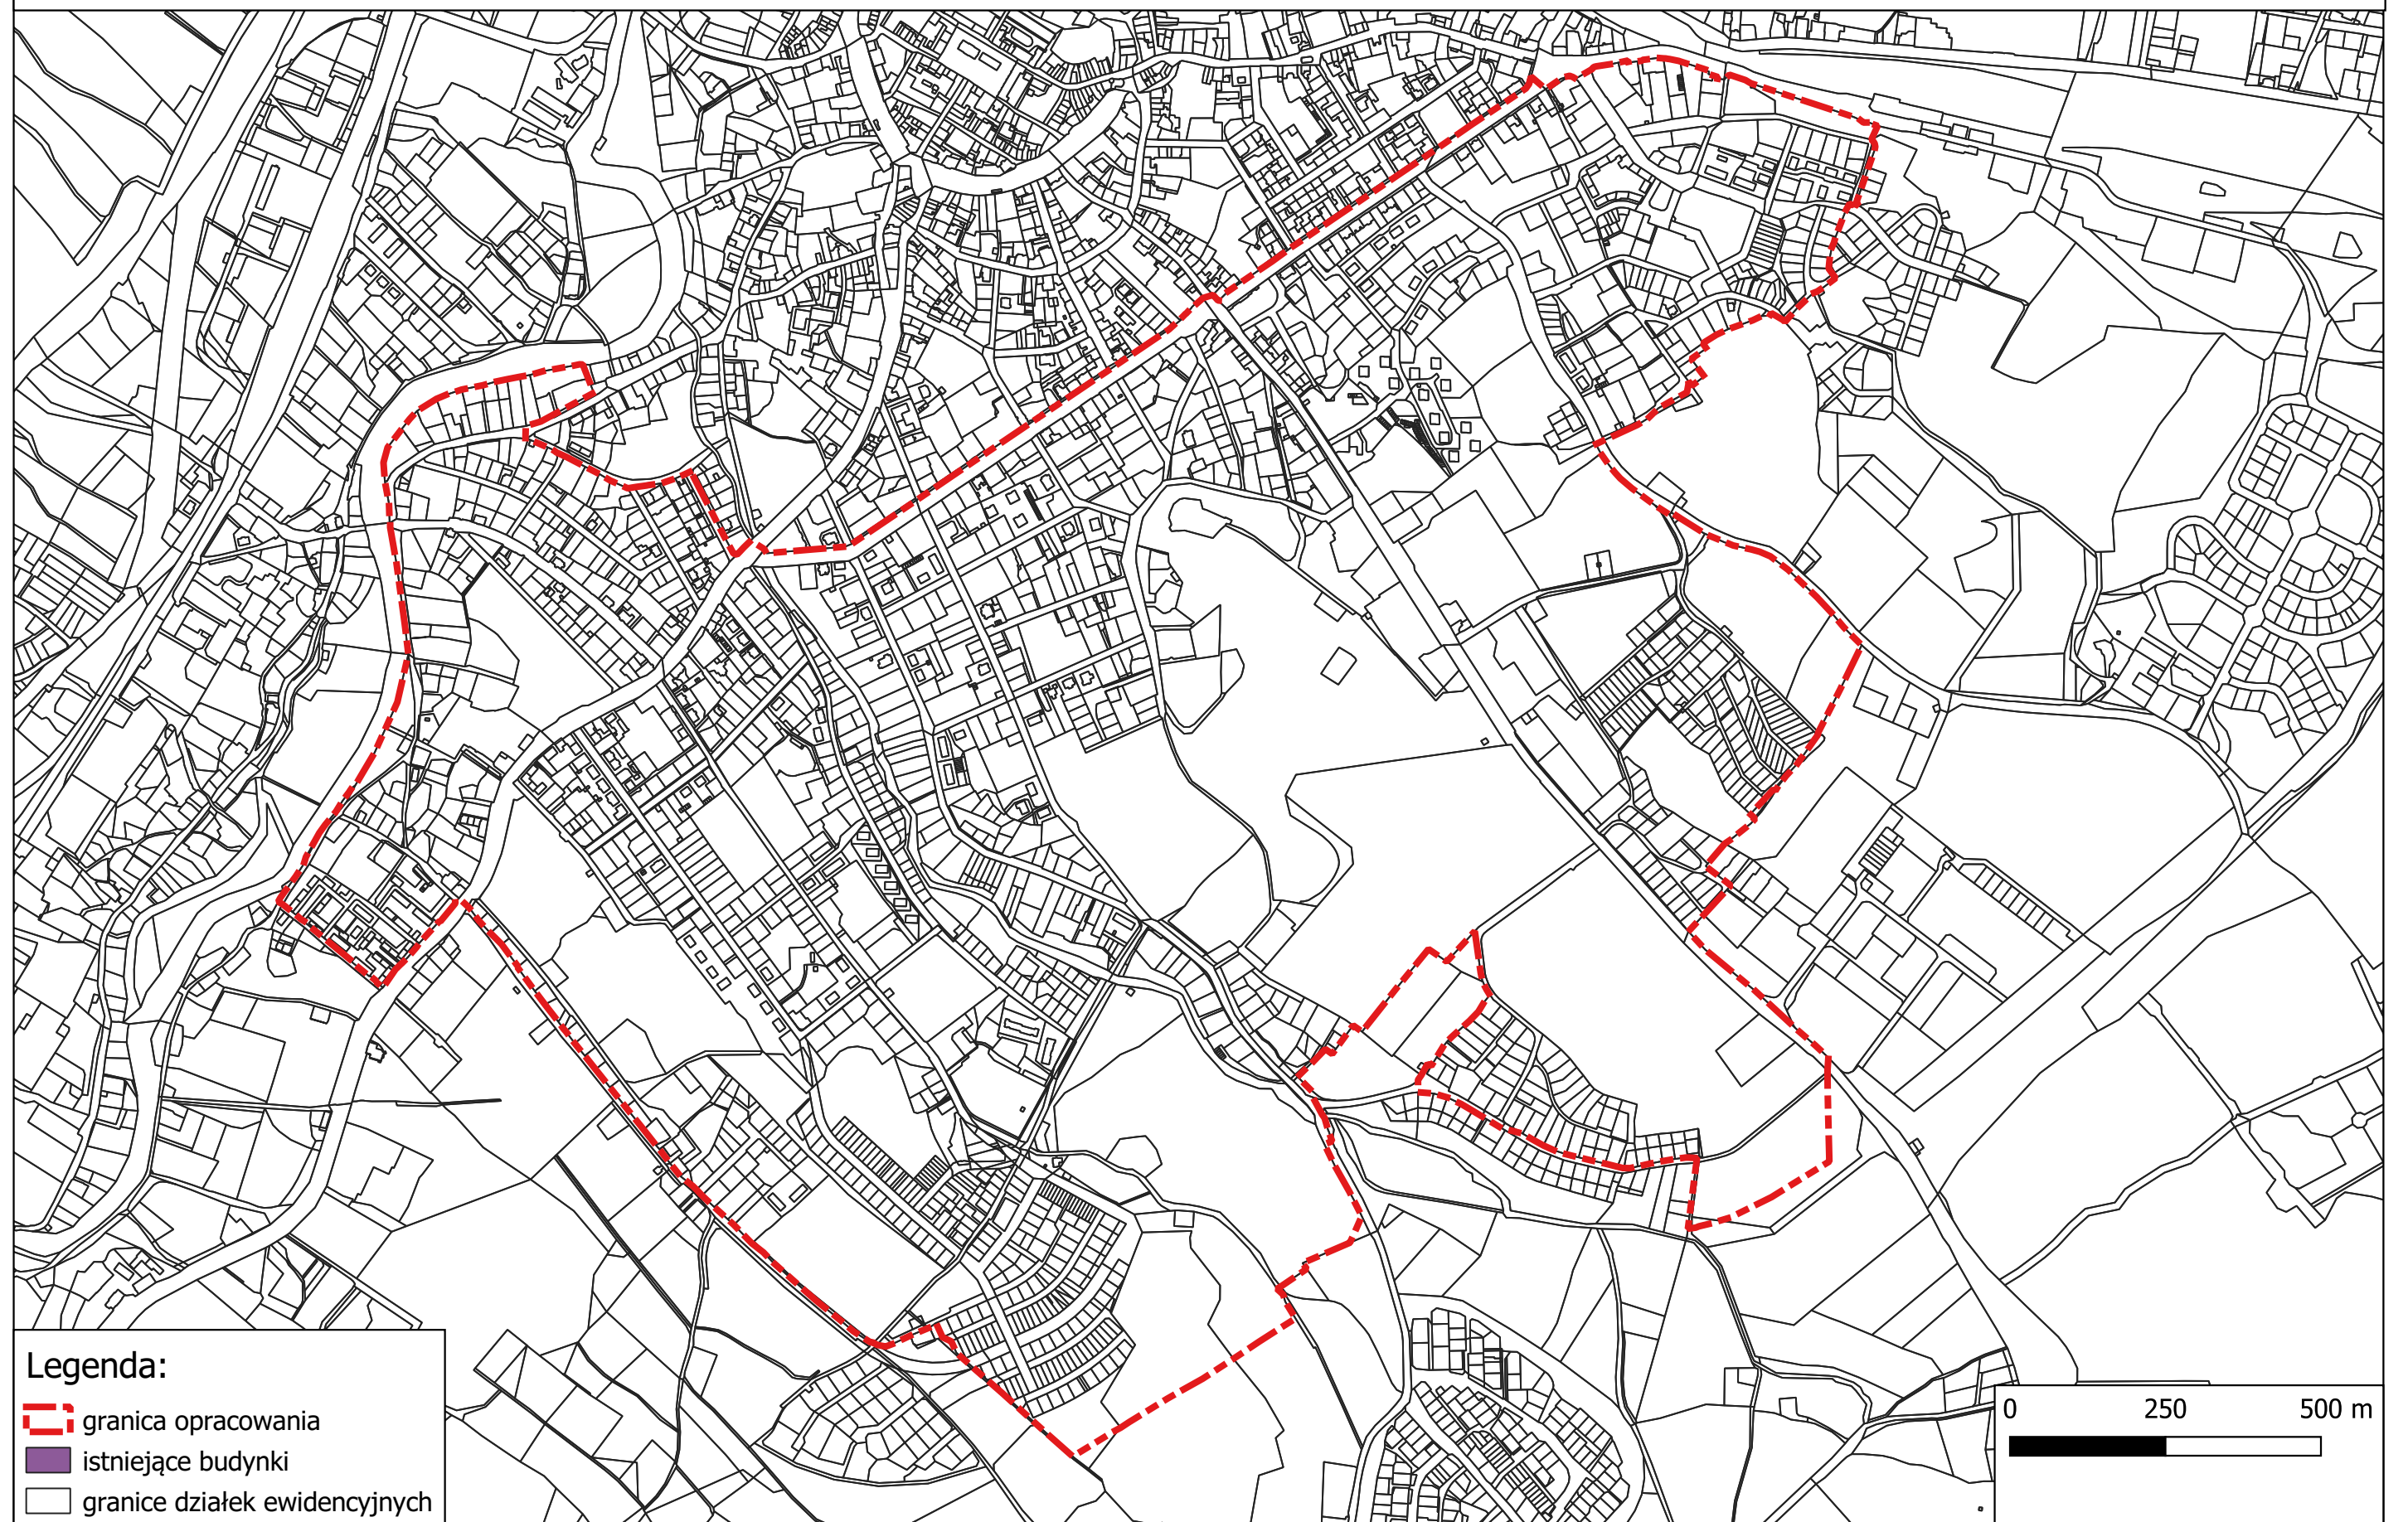 Legenda:
granica opracowania
istniejące budynki
granice działek ewidencyjnych
0 250 500 m